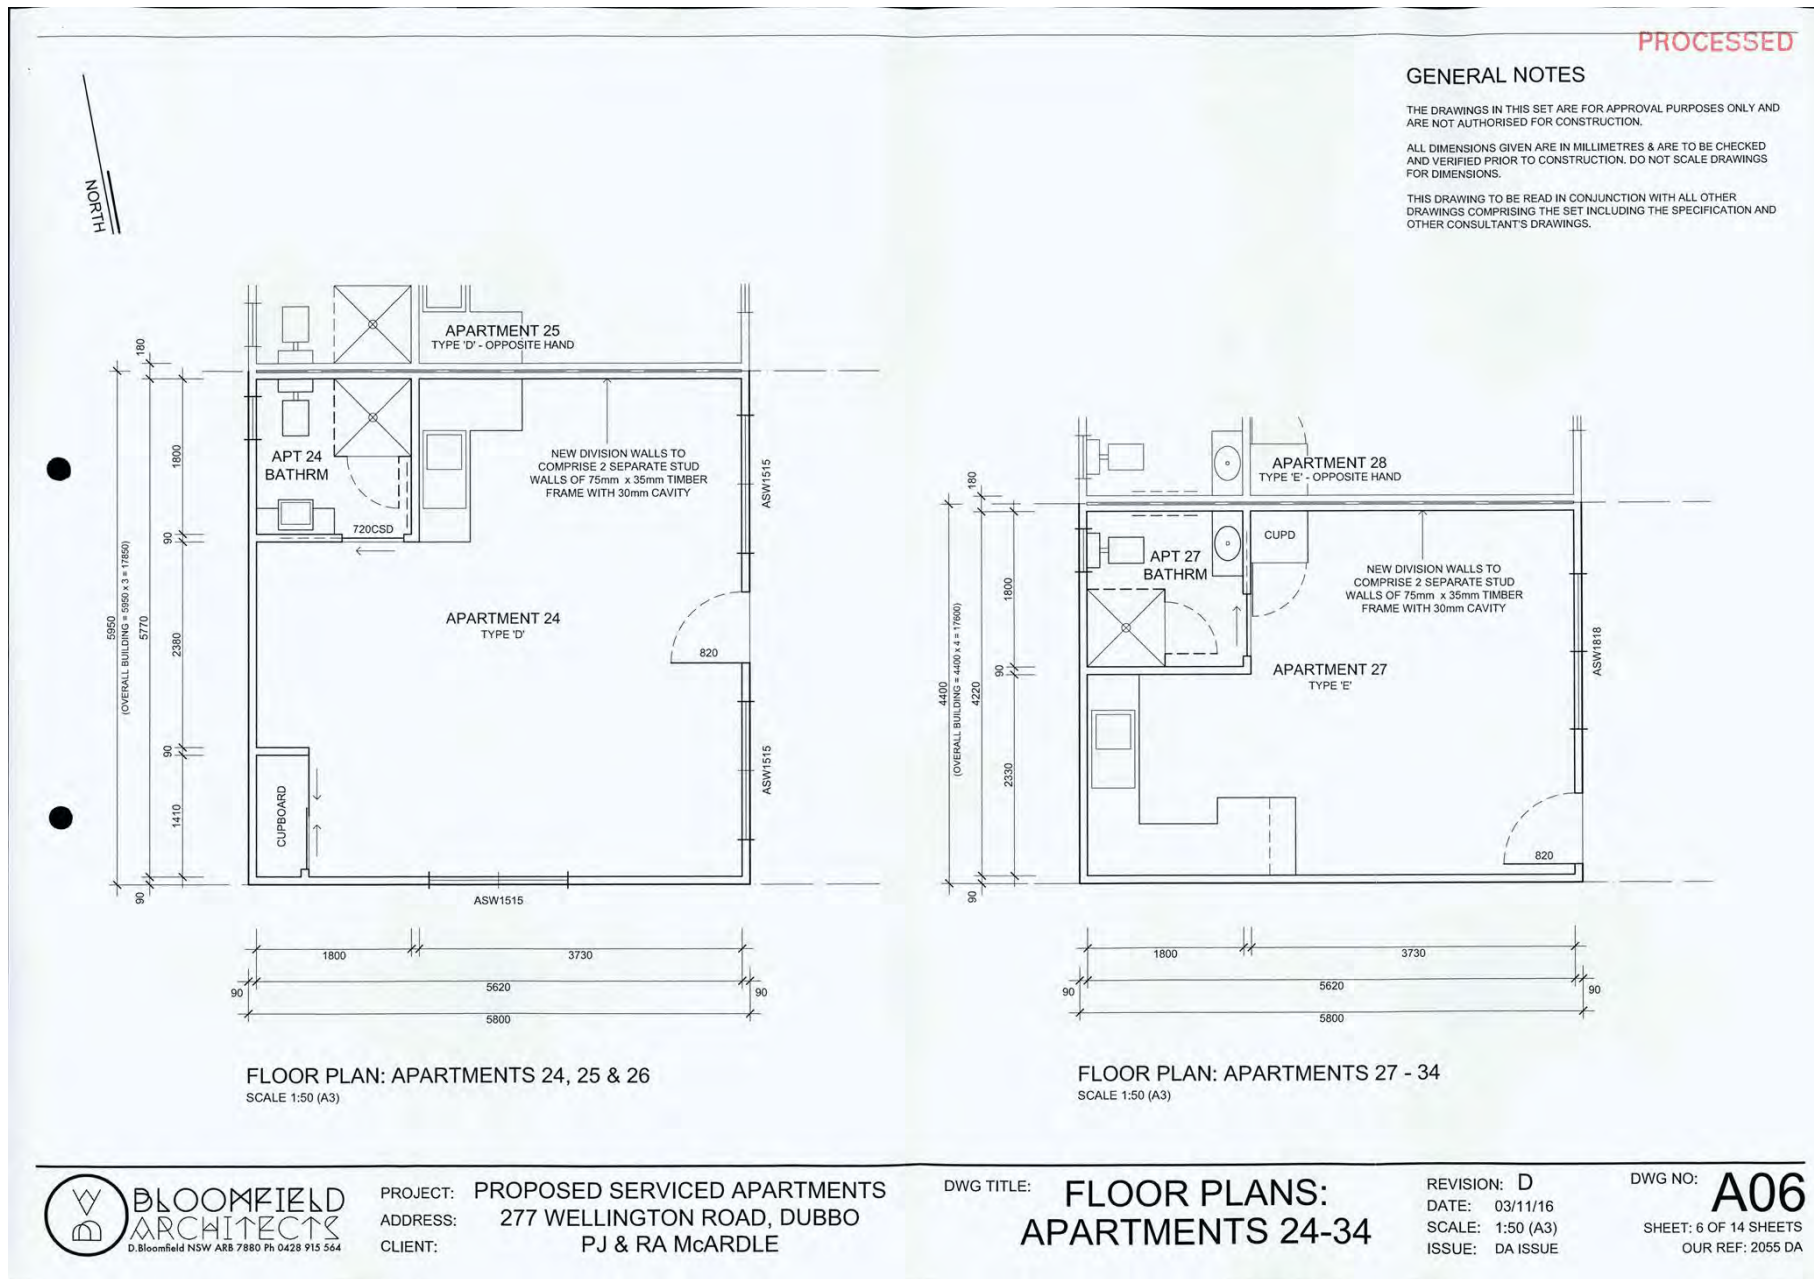 PROCESSED
GENERAL NOTES
THE DRAWINGS IN THIS SET ARE FOR APPROVAL PURPOSES ONLY AND
ARE NOT AUTHORISED FOR CONSTRUCTION.
ALL DIMENSIONS GIVEN ARE IN MILLIMETRES & ARE TO BE CHECKED
AND VERIFIED PRIOR TO CONSTRUCTION. DO NOT SCALE DRAWINGS
FOR DIMENSIONS.
THIS DRAWING TO BE READ IN CONJUNCTION WITH ALL OTHER
DRAWINGS COMPRISING THE SET INCLUDING THE SPECIFICATION AND
OTHER CONSULTANT'S DRAWINGS.
NORTH
APARTMENT 25
TYPE 'D' - OPPOSITE HAND
NEW DIVISION WALLS TO
COMPRISE 2 SEPARATE STUD
WALLS OF 75mm x 35mm TIMBER
FRAME WITH 30mm CAVITY
APT 24
BATHRM
720CSD
APARTMENT 24
TYPE 'D'
820
CUPBOARD
ASW1515
ASW1515
ASW1515
180
1800
90
2380
90
1410
90
5770
5950
(OVERALL BUILDING = 5950 x 3 = 17850)
1800
3730
90
5620
90
5800
FLOOR PLAN: APARTMENTS 24, 25 & 26
SCALE 1:50 (A3)
APARTMENT 28
TYPE 'E' - OPPOSITE HAND
CUPD
APT 27
BATHRM
NEW DIVISION WALLS TO
COMPRISE 2 SEPARATE STUD
WALLS OF 75mm x 35mm TIMBER
FRAME WITH 30mm CAVITY
APARTMENT 27
TYPE 'E'
820
ASW1818
180
1800
90
2330
90
4220
4400
(OVERALL BUILDING = 4400 x 4 = 17600)
1800
3730
90
5620
90
5800
FLOOR PLAN: APARTMENTS 27 - 34
SCALE 1:50 (A3)
BLOOMFIELD
ARCHITECTS
D.Bloomfield NSW ARB 7880 Ph 0428 915 564
PROJECT: PROPOSED SERVICED APARTMENTS
ADDRESS: 277 WELLINGTON ROAD, DUBBO
CLIENT: PJ & RA McARDLE
DWG TITLE: FLOOR PLANS:
APARTMENTS 24-34
REVISION: D
DATE: 03/11/16
SCALE: 1:50 (A3)
ISSUE: DA ISSUE
DWG NO: A06
SHEET: 6 OF 14 SHEETS
OUR REF: 2055 DA